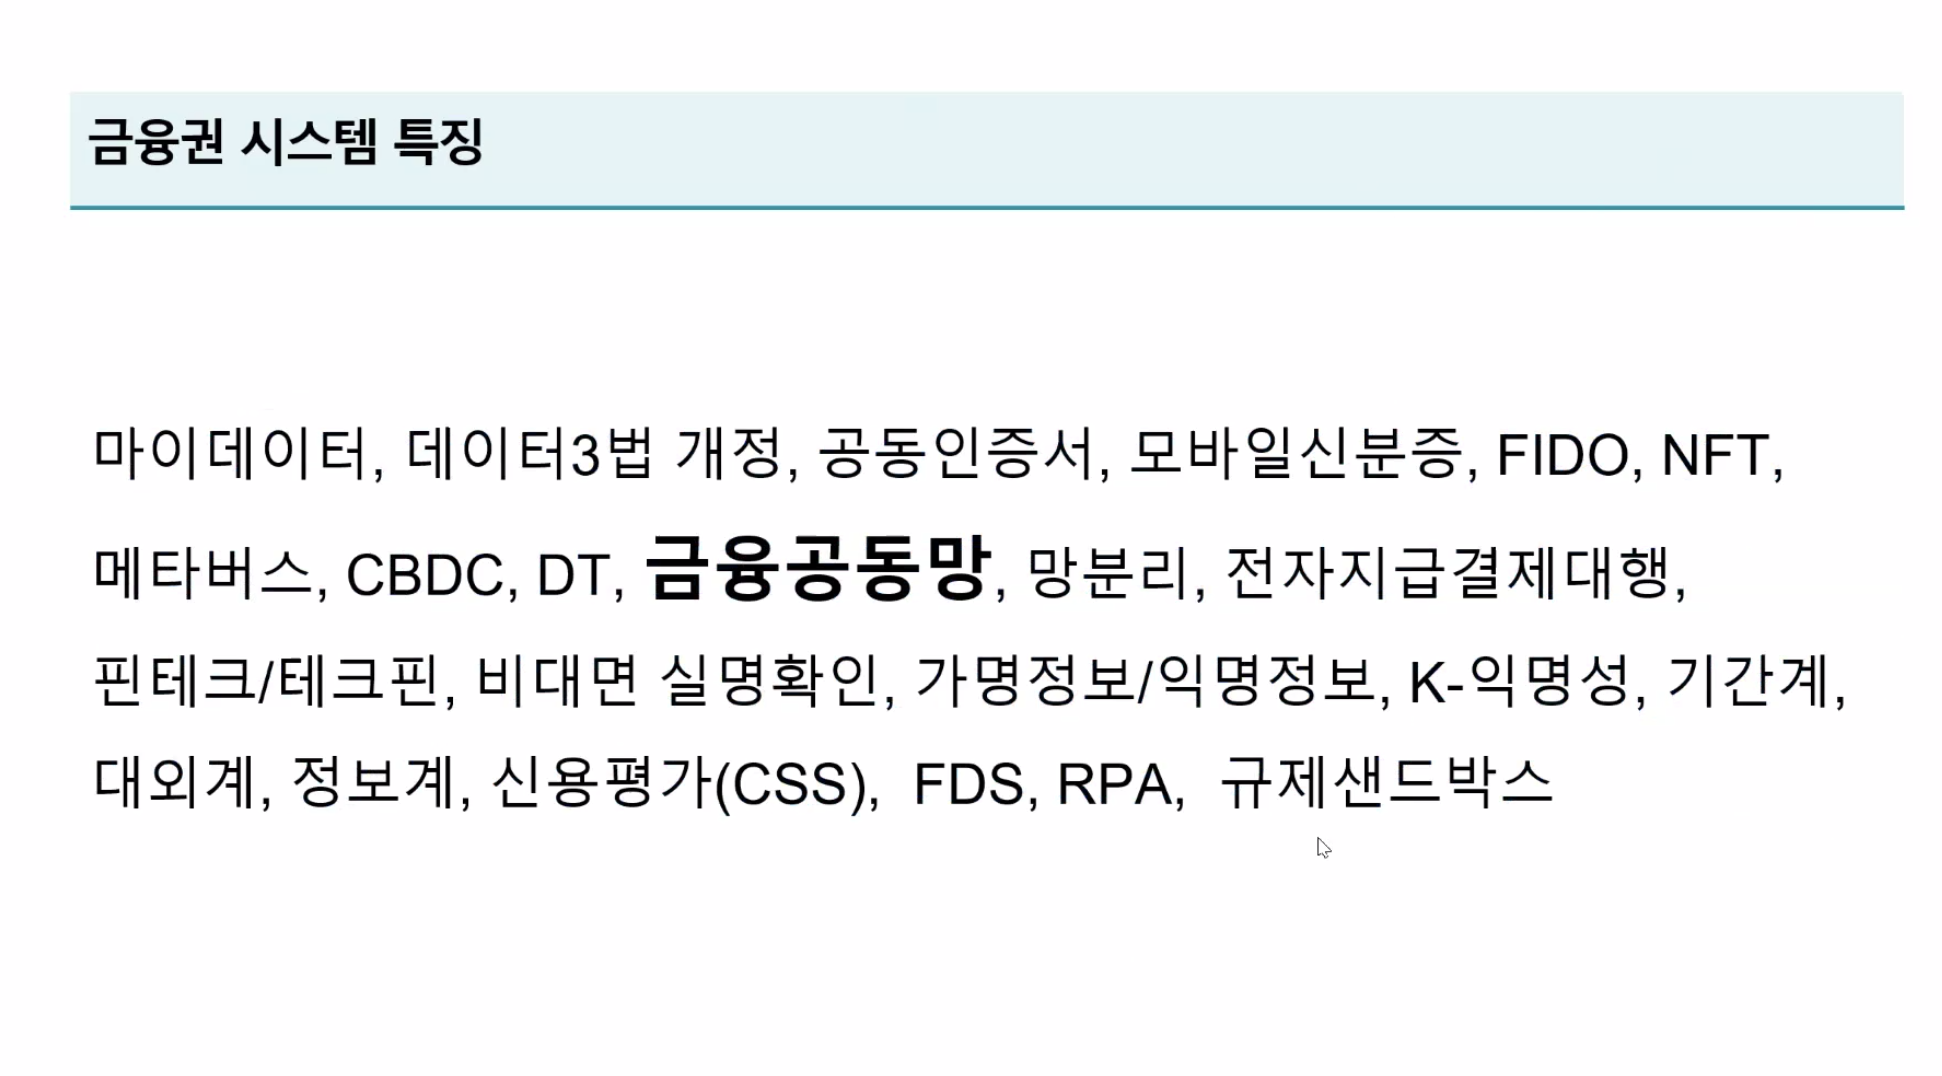 금융권 시스템 특징
마이데이터, 데이터3법 개정, 공동인증서, 모바일신분증, FIDO, NFT,
메타버스, CBDC, DT, 금융공동망, 망분리, 전자지급결제대행,
핀테크/테크핀, 비대면 실명확인, 가명정보/익명정보, K-익명성, 기간계,
대외계, 정보계, 신용평가(CSS), FDS, RPA, 규제샌드박스